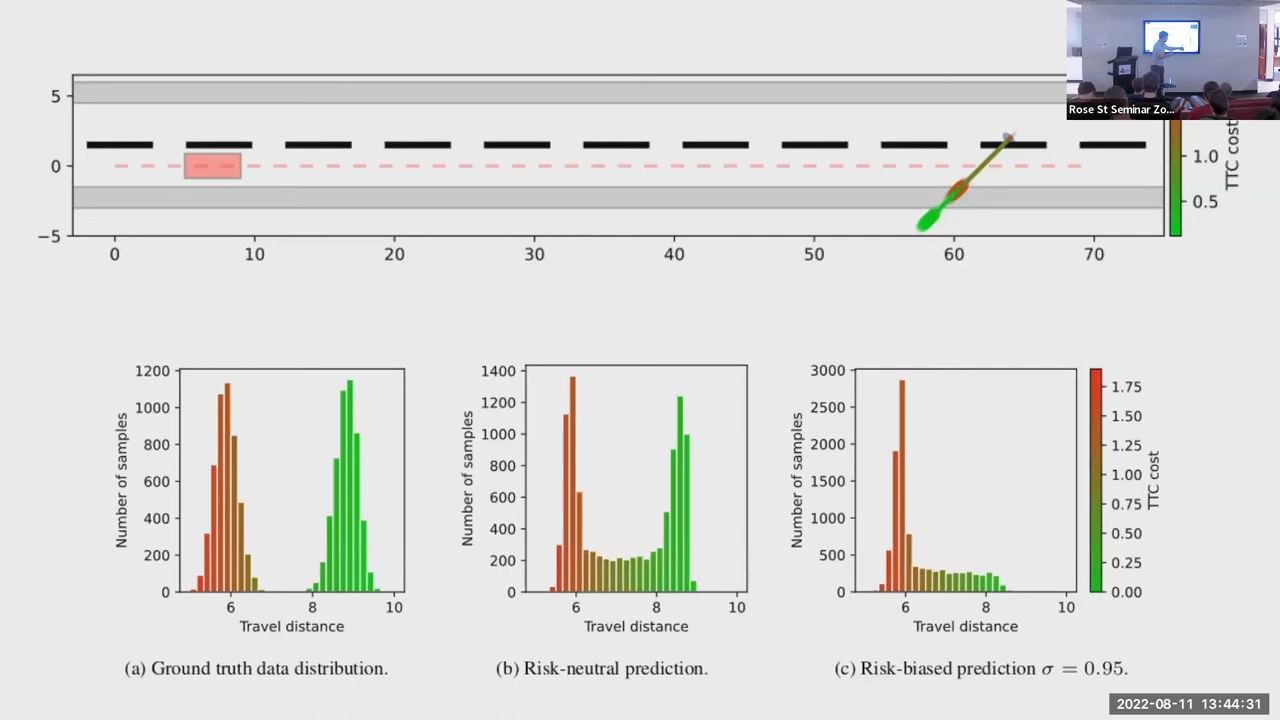 Rose St Seminar Zo...
5
0
−5
0 10 20 30 40 50 60 70
1.0
0.5
TTC cost
1200
1000
800
600
400
200
0
Number of samples
6 8 10
Travel distance
1400
1200
1000
800
600
400
200
0
Number of samples
6 8 10
Travel distance
3000
2500
2000
1500
1000
500
0
Number of samples
6 8 10
Travel distance
1.75
1.50
1.25
1.00
0.75
0.50
0.25
0.00
TTC cost
(a) Ground truth data distribution.
(b) Risk-neutral prediction.
(c) Risk-biased prediction σ = 0.95.
2022-08-11 13:44:31